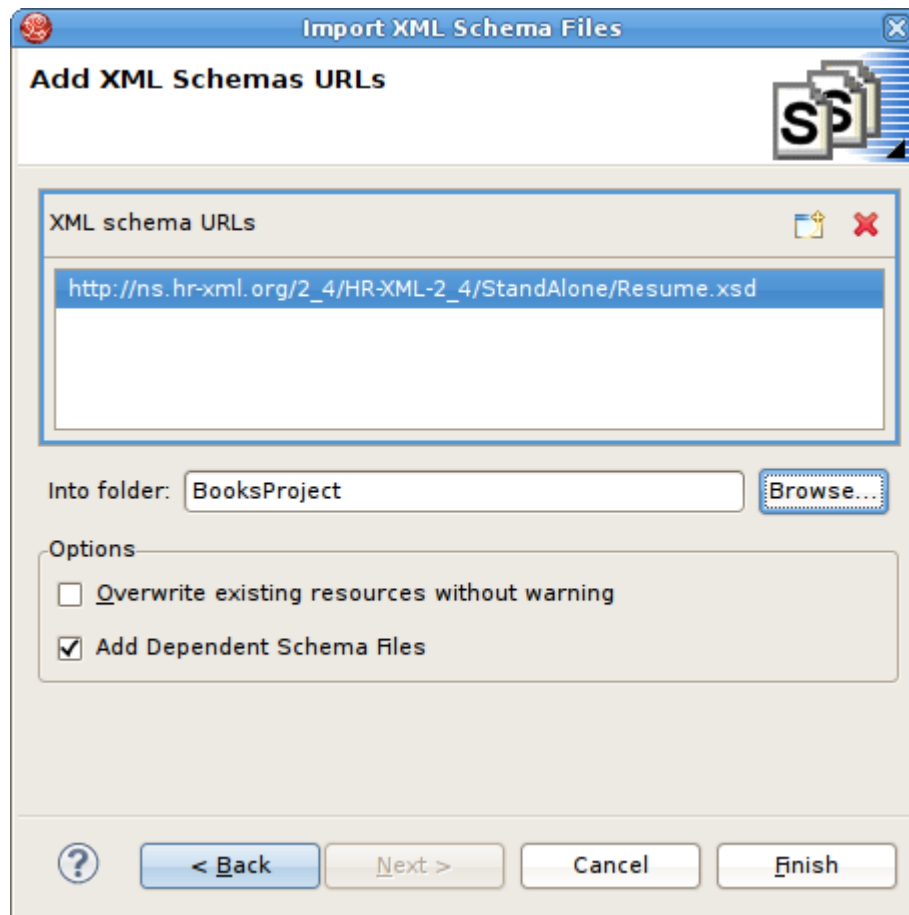 Import XML Schema Files
Add XML Schemas URLs
SS
XML schema URLs
http://ns.hr-xml.org/2_4/HR-XML-2_4/StandAlone/Resume.xsd
Into folder: BooksProject Browse...
Options
Overwrite existing resources without warning
Add Dependent Schema Files
? < Back Next > Cancel Finish